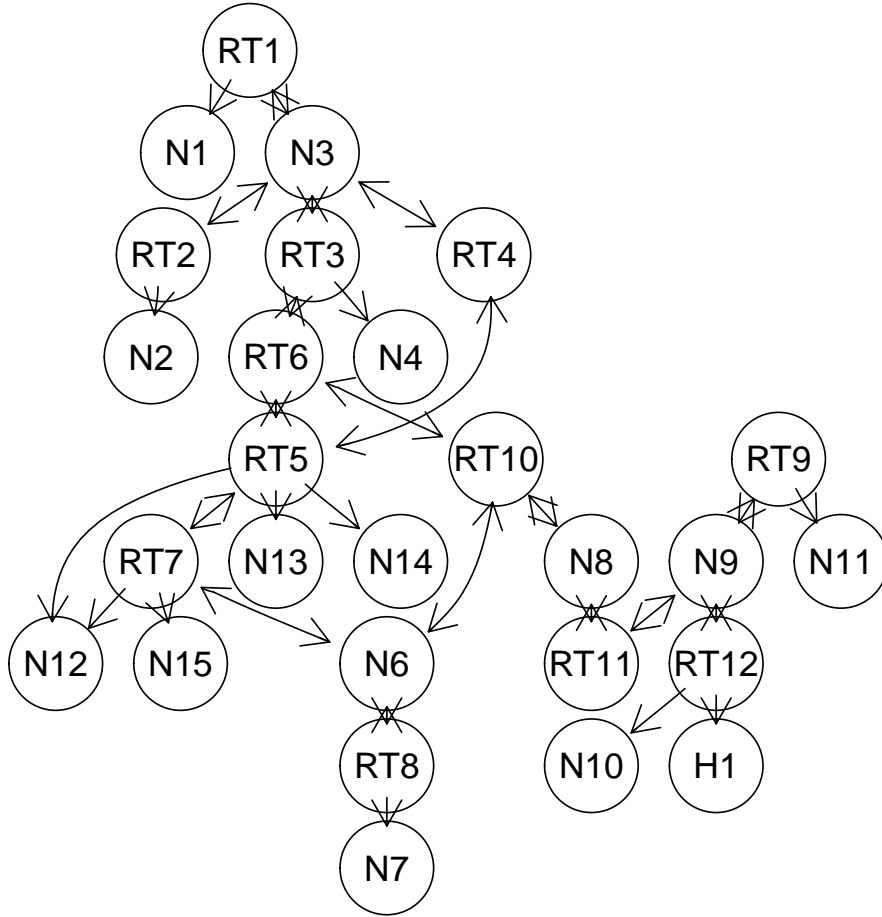 RT1
N1 N3
RT2 RT3 RT4
N2 RT6 N4
RT5 RT10 RT9
RT7 N13 N14 N8 N9 N11
N12 N15 N6 RT11 RT12
RT8 N10 H1
N7